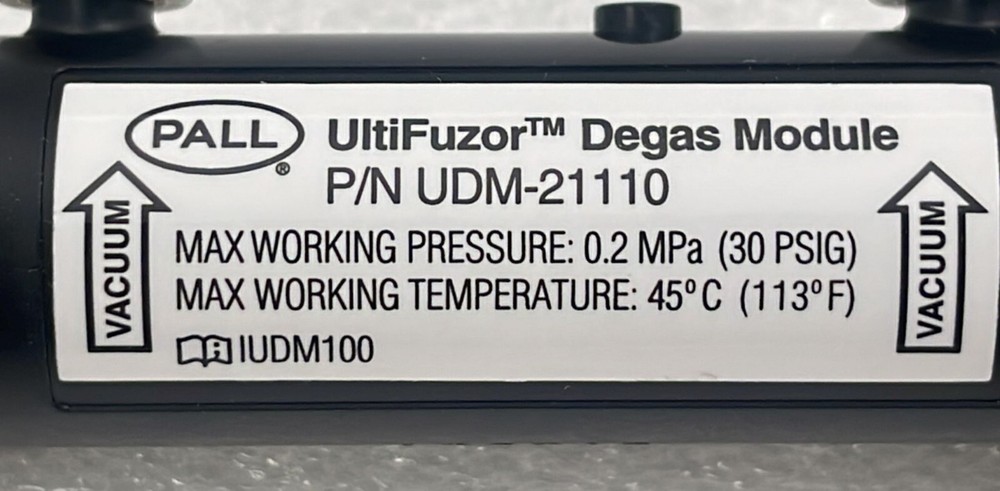 PALL ® UltiFuzor™ Degas Module
P/N UDM-21110
VACUUM
MAX WORKING PRESSURE: 0.2 MPa (30 PSIG)
MAX WORKING TEMPERATURE: 45°C (113°F)
IUDM100
VACUUM